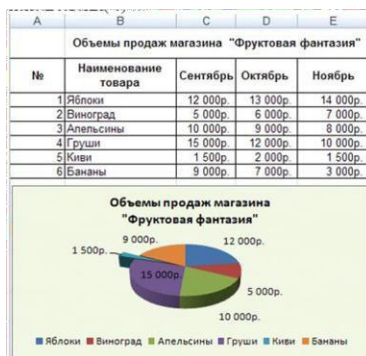 A B C D E
Объемы продаж магазина "Фруктовая фантазия"
№ Наименование товара Сентябрь Октябрь Ноябрь
1 Яблоки 12 000р. 13 000р. 14 000р.
2 Виноград 5 000р. 6 000р. 7 000р.
3 Апельсины 10 000р. 9 000р. 8 000р.
4 Груши 15 000р. 12 000р. 10 000р.
5 Киви 1 500р. 2 000р. 1 500р.
6 Бананы 9 000р. 7 000р. 3 000р.
Объемы продаж магазина
"Фруктовая фантазия"
9 000р.
12 000р.
1 500р.
15 000р.
5 000р.
10 000р.
Яблоки Виноград Апельсины Груши Киви Бананы